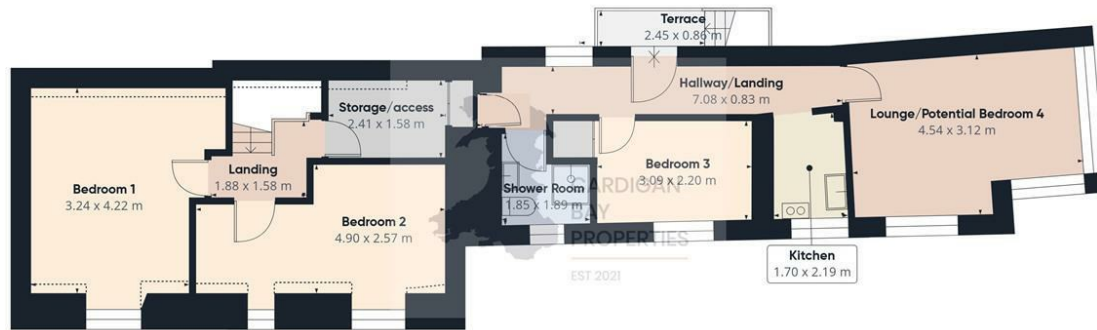 Terrace
2.45 x 0.86 m
Hallway/Landing
7.08 x 0.83 m
Storage/access
2.41 x 1.58 m
Lounge/Potential Bedroom 4
4.54 x 3.12 m
Landing
1.88 x 1.58 m
Bedroom 1
3.24 x 4.22 m
Bedroom 2
4.90 x 2.57 m
Shower Room
1.85 x 1.89 m
Bedroom 3
3.09 x 2.20 m
Kitchen
1.70 x 2.19 m
CARDIGAN
BAY
PROPERTIES
EST 2021